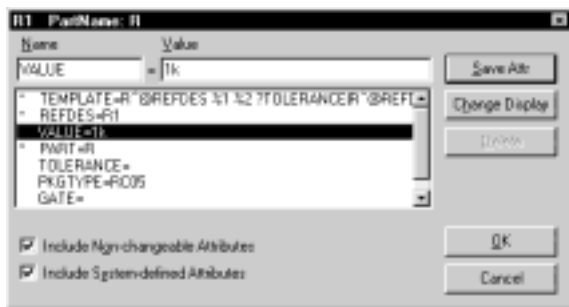 R1 PartName: R
Name Value
VALUE = 1k
Save Attr
* TEMPLATE=R^@REFDES %1 %2 ?TOLERANCE|R^@REFD
* REFDES=R1
VALUE=1k
* PART=R
TOLERANCE=
PKGTYPE=RC05
GATE=
Change Display
Delete
Include Non-changeable Attributes
Include System-defined Attributes
OK
Cancel